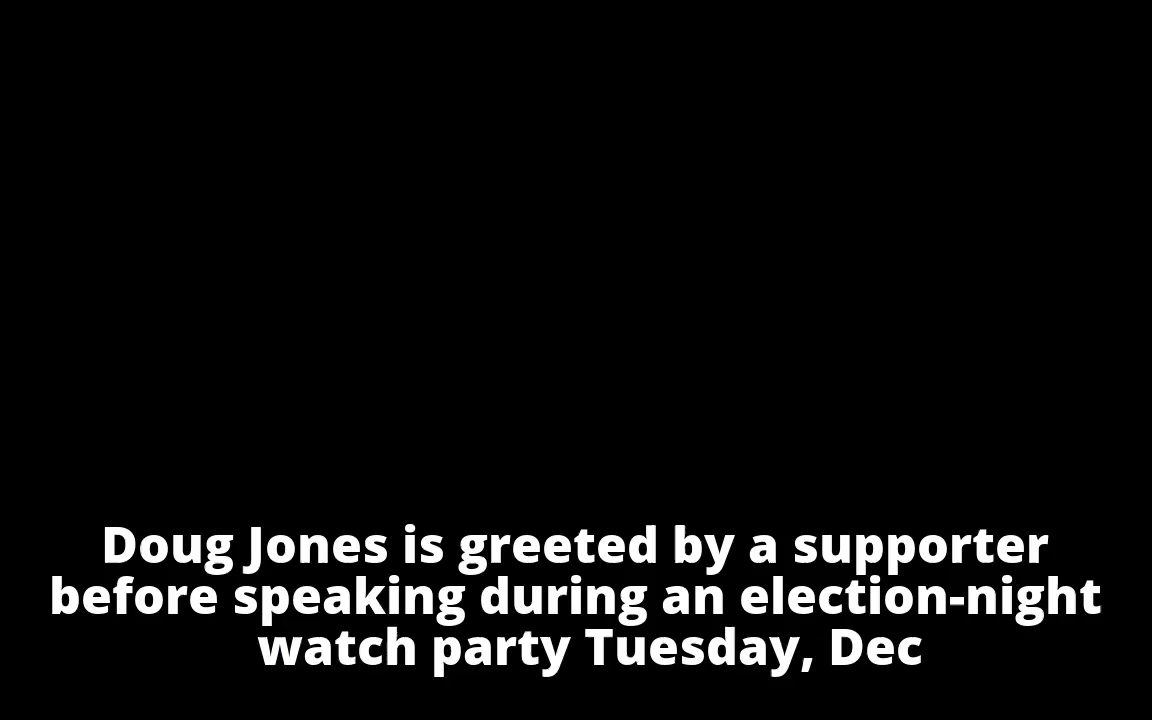 Doug Jones is greeted by a supporter
before speaking during an election-night
watch party Tuesday, Dec